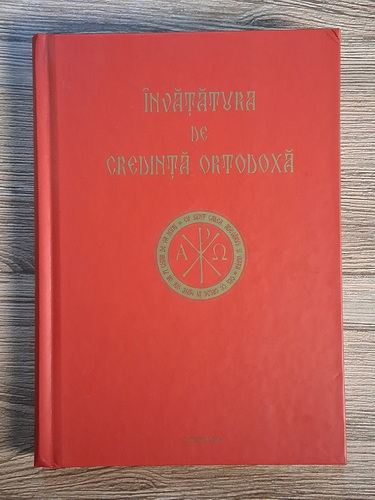 ÎNVĂȚĂTURA
DE
CREDINȚĂ ORTODOXĂ
Α Ρ Ω